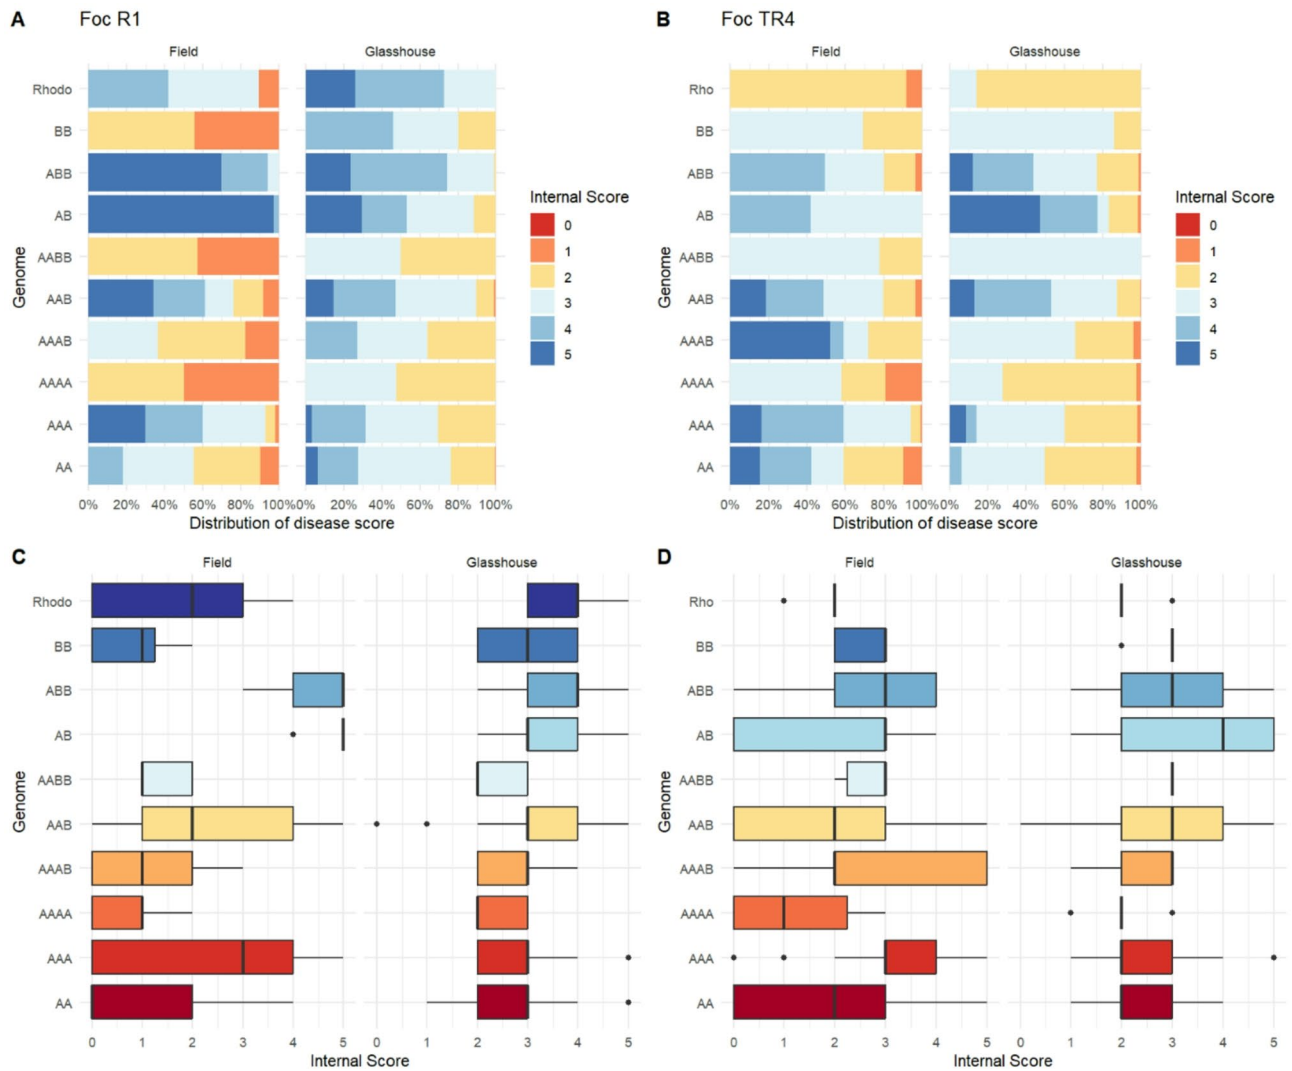 A Foc R1
Field Glasshouse
Genome
Rhodo
BB
ABB
AB
AABB
AAB
AAAB
AAAA
AAA
AA
0% 20% 40% 60% 80% 100% 0% 20% 40% 60% 80% 100%
Distribution of disease score
Internal Score
0
1
2
3
4
5
B Foc TR4
Field Glasshouse
Genome
Rho
BB
ABB
AB
AABB
AAB
AAAB
AAAA
AAA
AA
0% 20% 40% 60% 80% 100% 0% 20% 40% 60% 80% 100%
Distribution of disease score
Internal Score
0
1
2
3
4
5
C
Field Glasshouse
Genome
Rhodo
BB
ABB
AB
AABB
AAB
AAAB
AAAA
AAA
AA
0 1 2 3 4 5 0 1 2 3 4 5
Internal Score
D
Field Glasshouse
Genome
Rho
BB
ABB
AB
AABB
AAB
AAAB
AAAA
AAA
AA
0 1 2 3 4 5 0 1 2 3 4 5
Internal Score